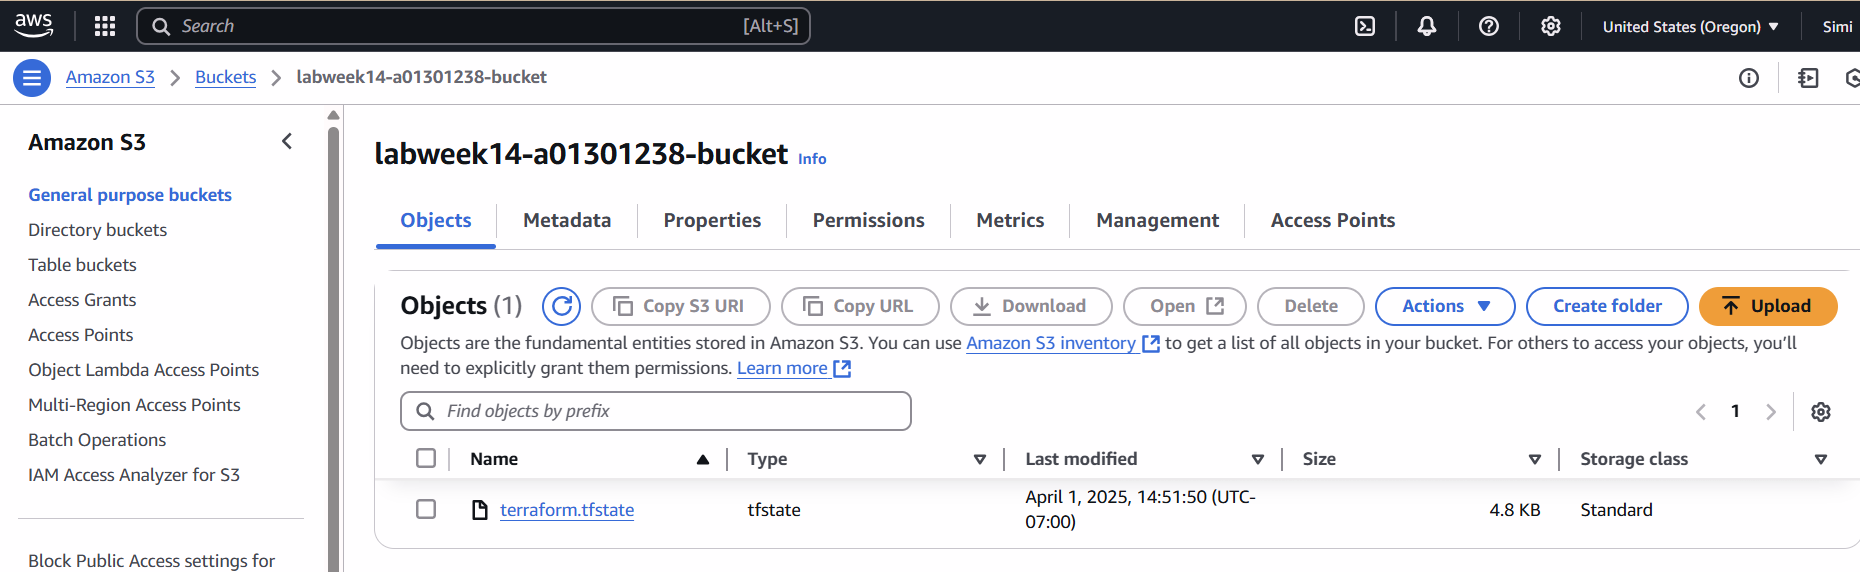 aws
Search [Alt+S]
United States (Oregon)
Simi
Amazon S3
Buckets
labweek14-a01301238-bucket
Amazon S3
General purpose buckets
Directory buckets
Table buckets
Access Grants
Access Points
Object Lambda Access Points
Multi-Region Access Points
Batch Operations
IAM Access Analyzer for S3
Block Public Access settings for
labweek14-a01301238-bucket Info
Objects
Metadata
Properties
Permissions
Metrics
Management
Access Points
Objects (1)
Copy S3 URI
Copy URL
Download
Open
Delete
Actions
Create folder
Upload
Objects are the fundamental entities stored in Amazon S3. You can use Amazon S3 inventory to get a list of all objects in your bucket. For others to access your objects, you'll
need to explicitly grant them permissions. Learn more
Find objects by prefix
1
Name
Type
Last modified
Size
Storage class
terraform.tfstate
tfstate
April 1, 2025, 14:51:50 (UTC-
07:00)
4.8 KB
Standard